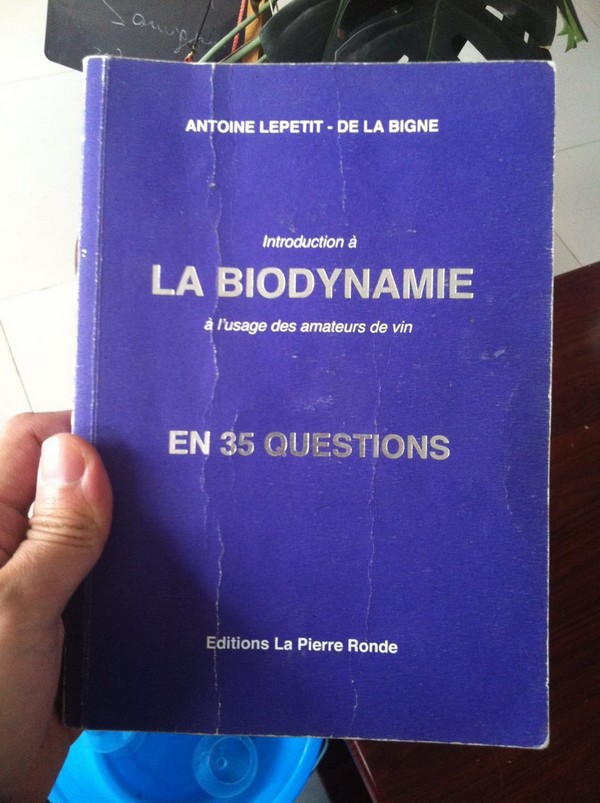 ANTOINE LEPETIT - DE LA BIGNE
Introduction à
LA BIODYNAMIE
à l'usage des amateurs de vin
EN 35 QUESTIONS
Editions La Pierre Ronde